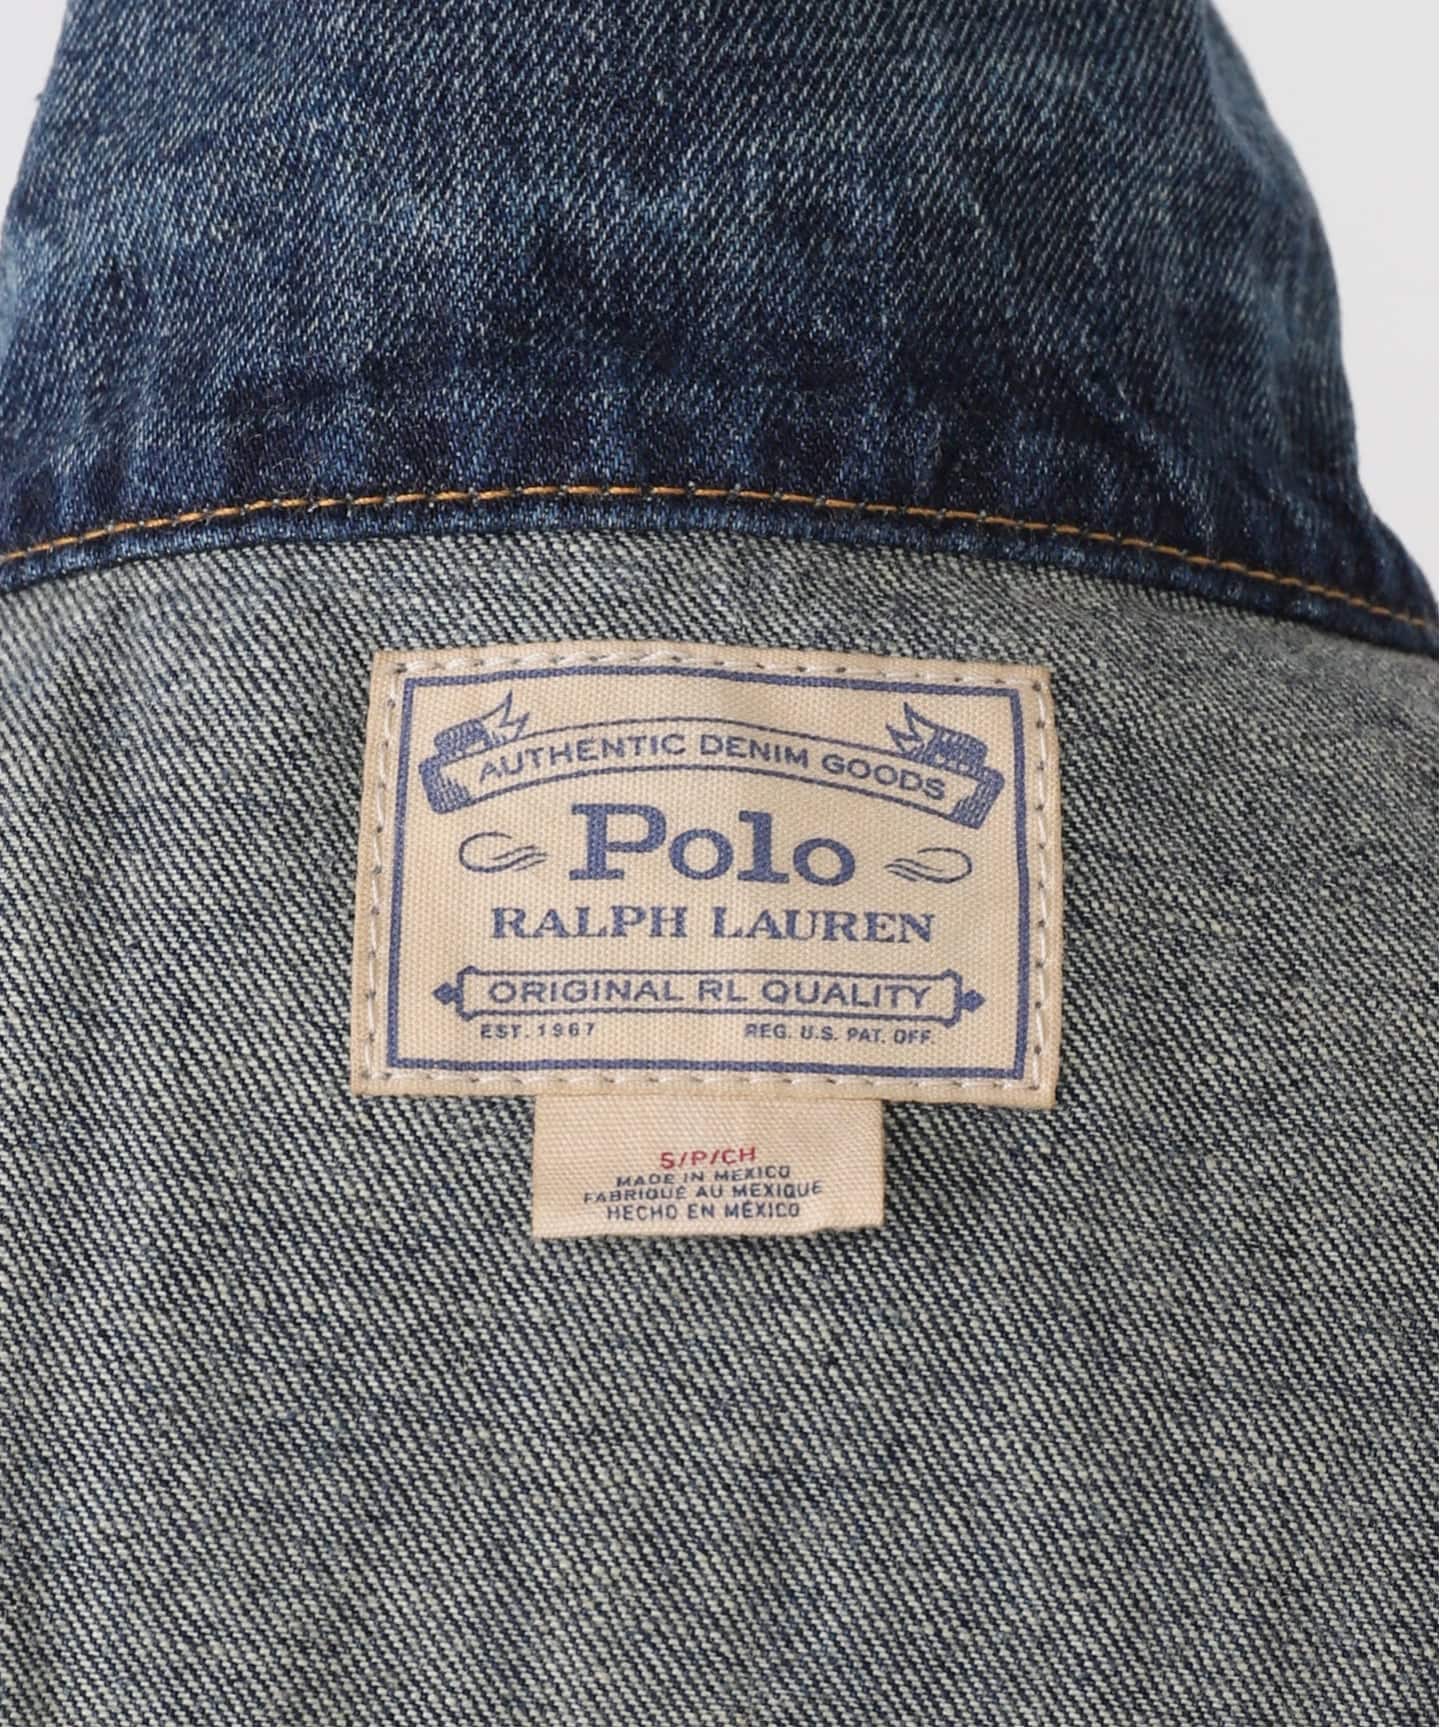 AUTHENTIC DENIM GOODS
Polo
RALPH LAUREN
ORIGINAL RL QUALITY
EST. 1967 REG. U.S. PAT. OFF.
S/P/CH
MADE IN MEXICO
FABRIQUÉ AU MEXIQUE
HECHO EN MÉXICO